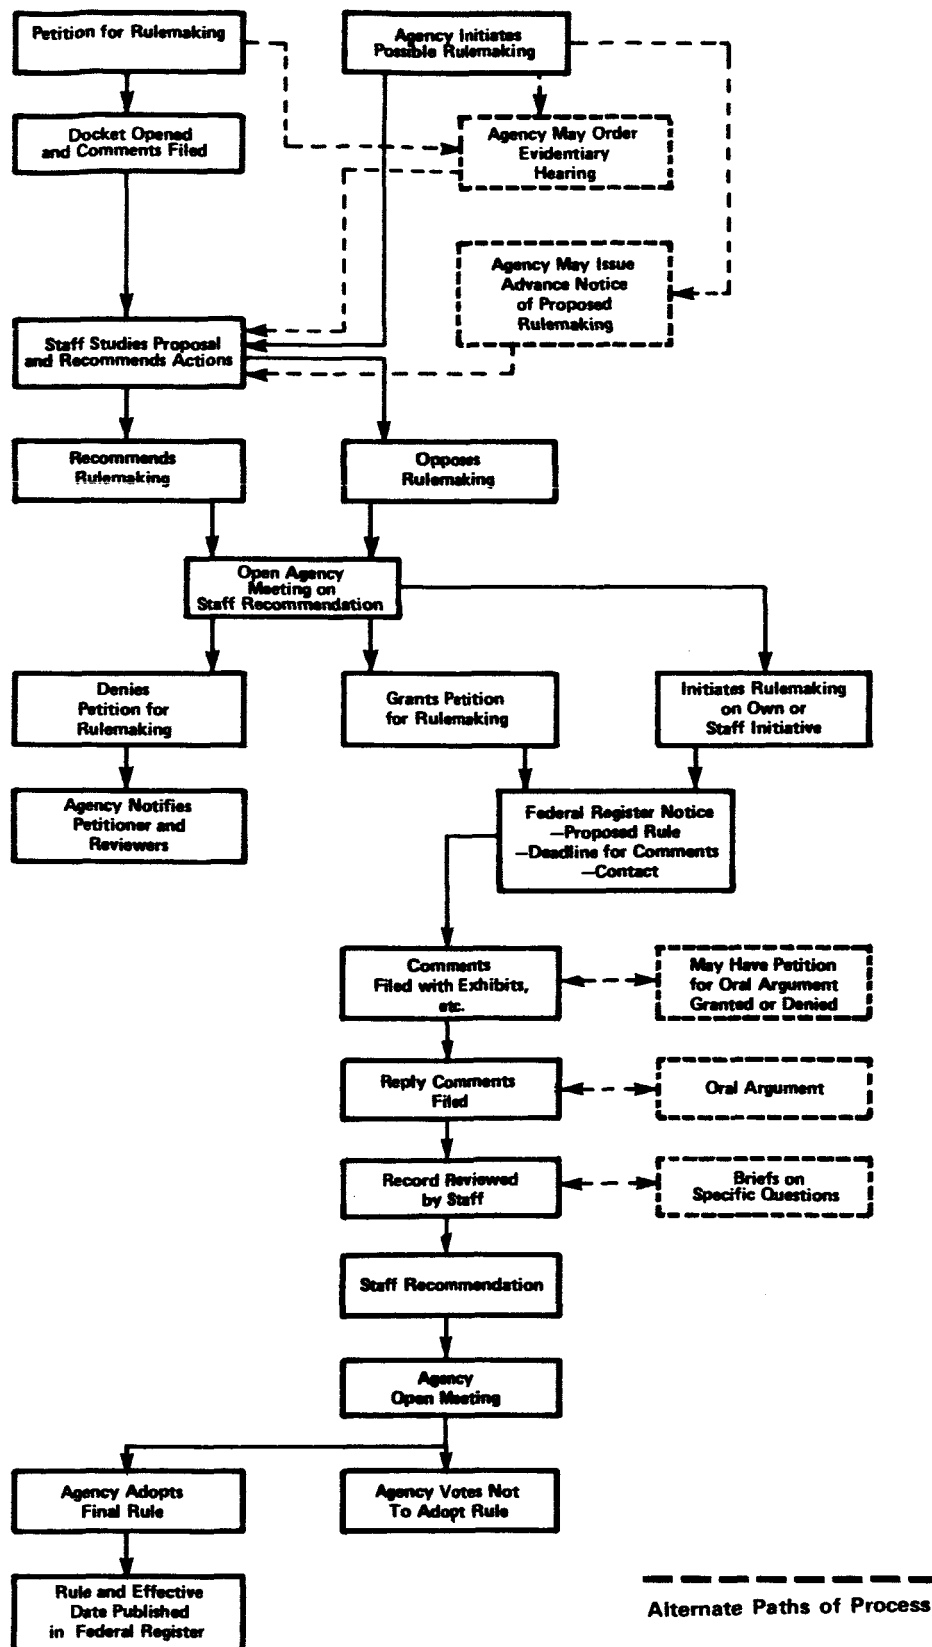 Petition for Rulemaking
Agency Initiates
Possible Rulemaking
Docket Opened
and Comments Filed
Agency May Order
Evidentiary
Hearing
Agency May Issue
Advance Notice
of Proposed
Rulemaking
Staff Studies Proposal
and Recommends Actions
Recommends
Rulemaking
Opposes
Rulemaking
Open Agency
Meeting on
Staff Recommendation
Denies
Petition for
Rulemaking
Grants Petition
for Rulemaking
Initiates Rulemaking
on Own or
Staff Initiative
Agency Notifies
Petitioner and
Reviewers
Federal Register Notice
—Proposed Rule
—Deadline for Comments
—Contact
Comments
Filed with Exhibits,
etc.
May Have Petition
for Oral Argument
Granted or Denied
Reply Comments
Filed
Oral Argument
Record Reviewed
by Staff
Briefs on
Specific Questions
Staff Recommendation
Agency
Open Meeting
Agency Adopts
Final Rule
Agency Votes Not
To Adopt Rule
Rule and Effective
Date Published
in Federal Register
Alternate Paths of Process